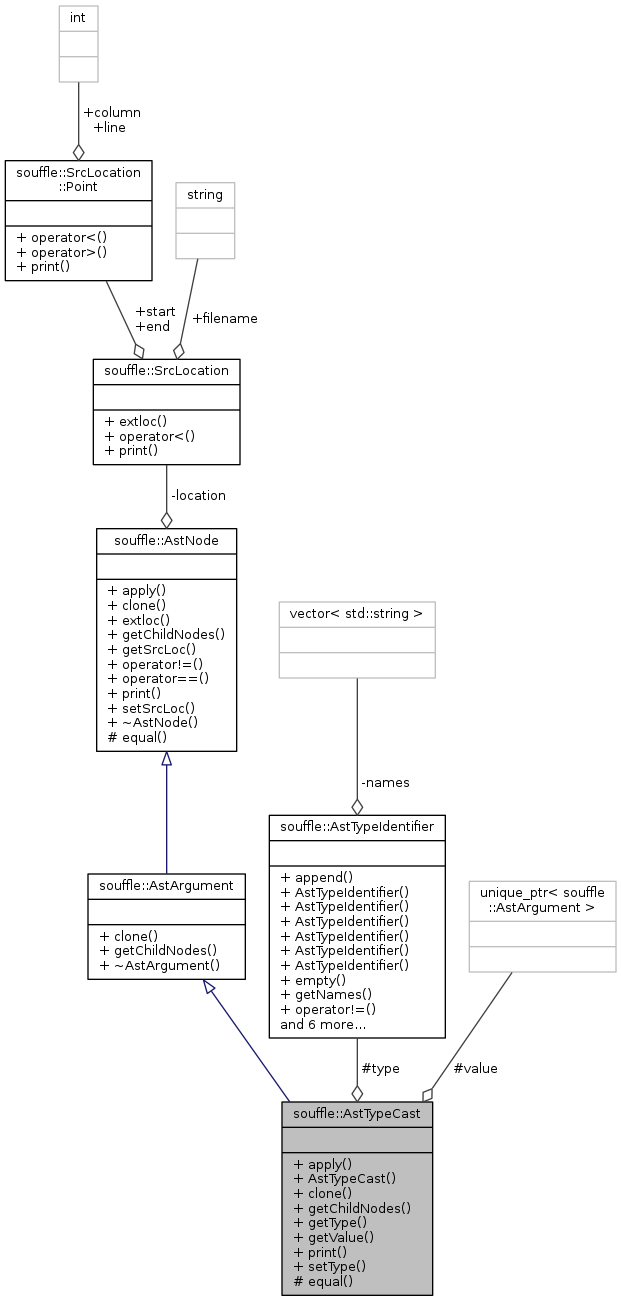 int
+column
+line
souffle::SrcLocation
::Point
+ operator<()
+ operator>()
+ print()
string
+start
+end
+filename
souffle::SrcLocation
+ extloc()
+ operator<()
+ print()
-location
souffle::AstNode
+ apply()
+ clone()
+ extloc()
+ getChildNodes()
+ getSrcLoc()
+ operator!=()
+ operator==()
+ print()
+ setSrcLoc()
+ ~AstNode()
# equal()
vector< std::string >
-names
souffle::AstTypeIdentifier
+ append()
+ AstTypeIdentifier()
+ AstTypeIdentifier()
+ AstTypeIdentifier()
+ AstTypeIdentifier()
+ AstTypeIdentifier()
+ AstTypeIdentifier()
+ empty()
+ getNames()
+ operator!=()
and 6 more...
souffle::AstArgument
+ clone()
+ getChildNodes()
+ ~AstArgument()
unique_ptr< souffle
::AstArgument >
#type
#value
souffle::AstTypeCast
+ apply()
+ AstTypeCast()
+ clone()
+ getChildNodes()
+ getType()
+ getValue()
+ print()
+ setType()
# equal()